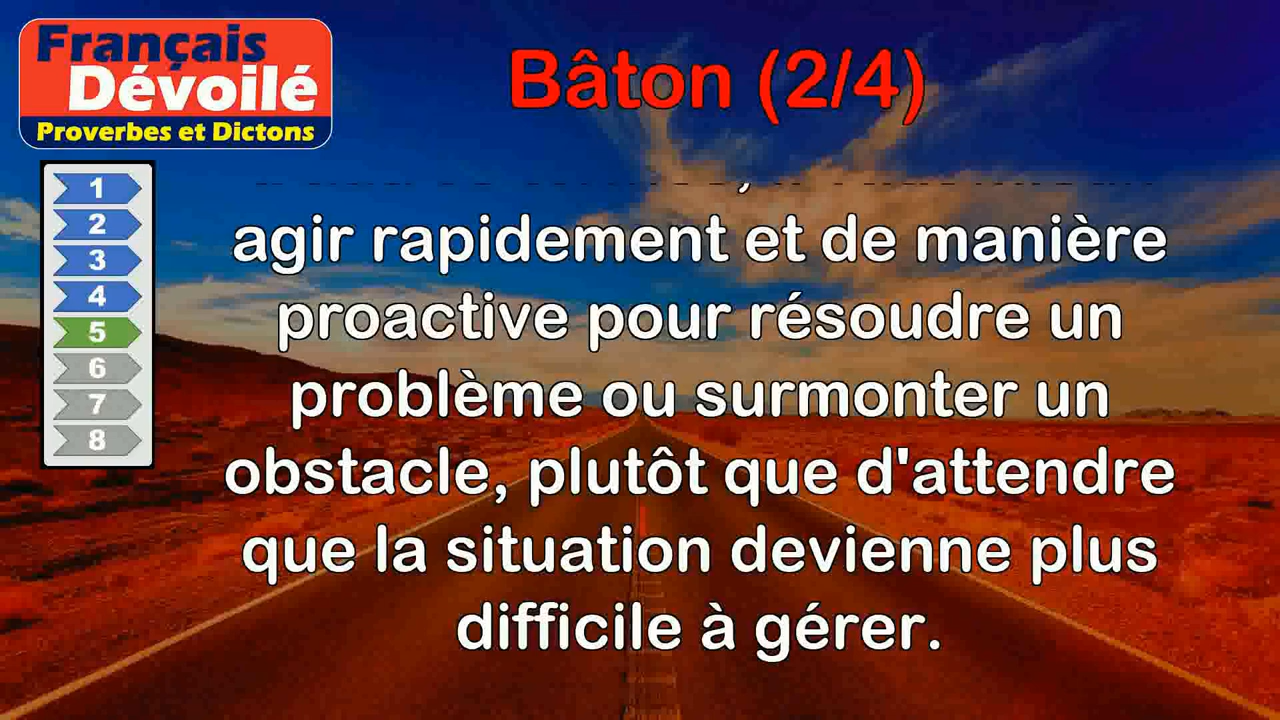 Français
Dévoilé
Proverbes et Dictons
Bâton (2/4)
1
2
3
4
5
6
7
8
agir rapidement et de manière
proactive pour résoudre un
problème ou surmonter un
obstacle, plutôt que d'attendre
que la situation devienne plus
difficile à gérer.